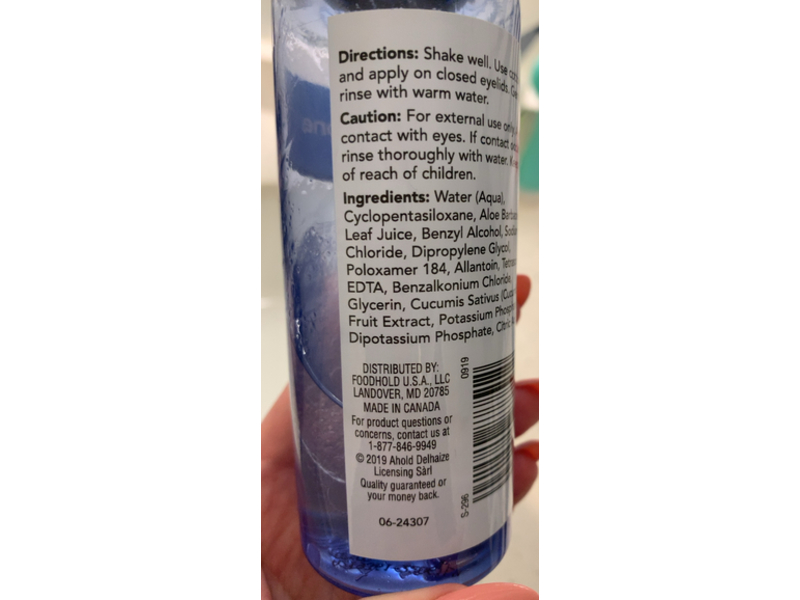 Directions: Shake well. Use
and apply on closed eyelids.
rinse with warm water.
Caution: For external use only.
contact with eyes. If contact
rinse thoroughly with water.
of reach of children.
Ingredients: Water (Aqua),
Cyclopentasiloxane, Aloe
Leaf Juice, Benzyl Alcohol,
Chloride, Dipropylene Glycol,
Poloxamer 184, Allantoin,
EDTA, Benzalkonium Chloride,
Glycerin, Cucumis Sativus
Fruit Extract, Potassium
Dipotassium Phosphate, Citric
DISTRIBUTED BY:
FOODHOLD U.S.A., LLC
LANDOVER, MD 20785
MADE IN CANADA
For product questions or
concerns, contact us at
1-877-846-9949
© 2019 Ahold Delhaize
Licensing Sàrl
Quality guaranteed or
your money back.
06-24307
0919
S-296